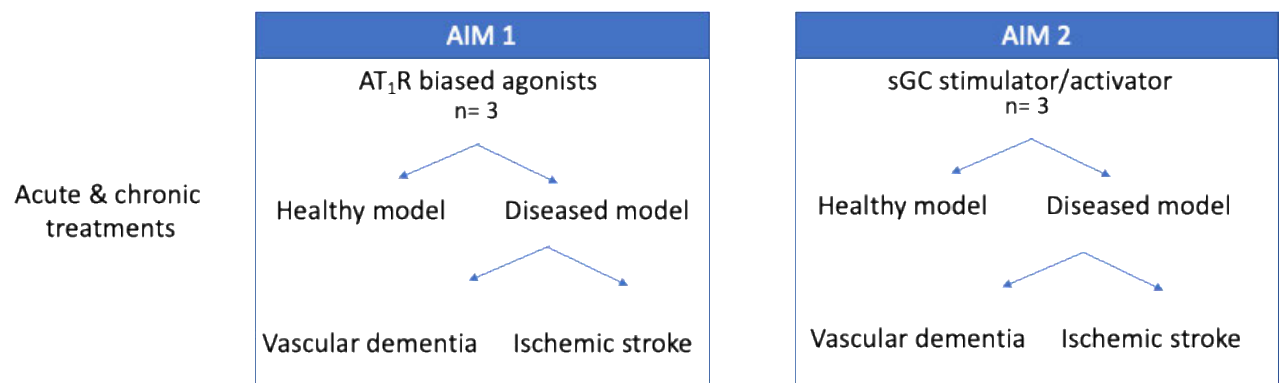 AIM 1
AT₁R biased agonists
n= 3
Healthy model
Diseased model
Vascular dementia
Ischemic stroke
AIM 2
sGC stimulator/activator
n= 3
Healthy model
Diseased model
Vascular dementia
Ischemic stroke
Acute & chronic
treatments